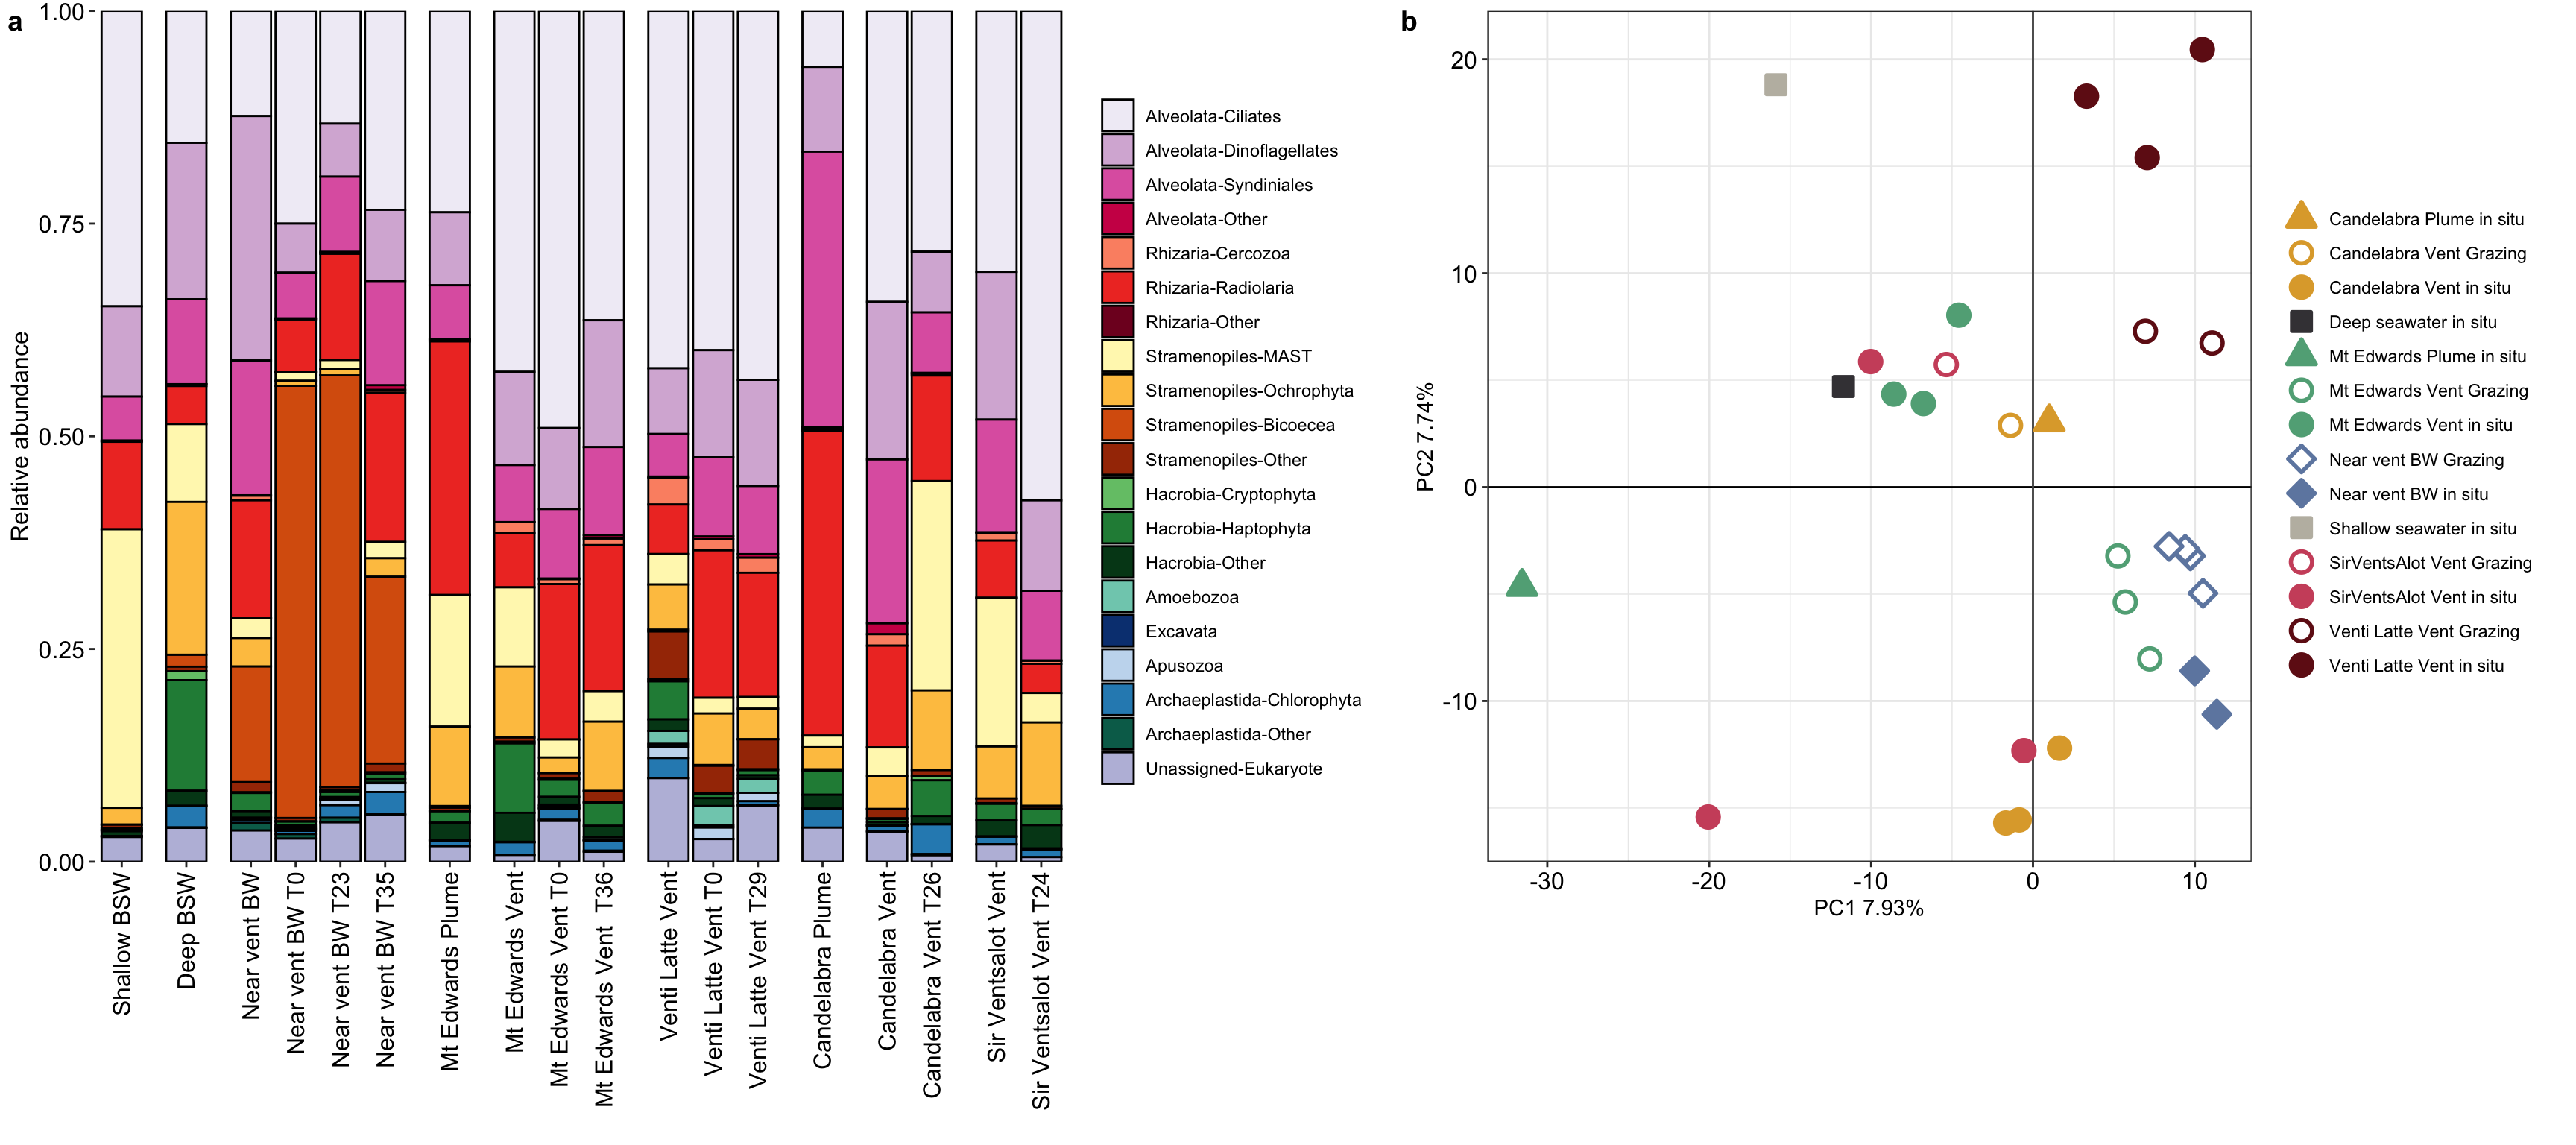 a
Relative abundance
1.00
0.75
0.50
0.25
0.00
Shallow BSW
Deep BSW
Near vent BW
Near vent BW T0
Near vent BW T23
Near vent BW T35
Mt Edwards Plume
Mt Edwards Vent
Mt Edwards Vent T0
Mt Edwards Vent  T36
Venti Latte Vent
Venti Latte Vent T0
Venti Latte Vent T29
Candelabra Plume
Candelabra Vent
Candelabra Vent T26
Sir Ventsalot Vent
Sir Ventsalot Vent T24
Alveolata-Ciliates
Alveolata-Dinoflagellates
Alveolata-Syndiniales
Alveolata-Other
Rhizaria-Cercozoa
Rhizaria-Radiolaria
Rhizaria-Other
Stramenopiles-MAST
Stramenopiles-Ochrophyta
Stramenopiles-Bicoecea
Stramenopiles-Other
Hacrobia-Cryptophyta
Hacrobia-Haptophyta
Hacrobia-Other
Amoebozoa
Excavata
Apusozoa
Archaeplastida-Chlorophyta
Archaeplastida-Other
Unassigned-Eukaryote
b
PC2 7.74%
20
10
0
-10
-30
-20
-10
0
10
PC1 7.93%
Candelabra Plume in situ
Candelabra Vent Grazing
Candelabra Vent in situ
Deep seawater in situ
Mt Edwards Plume in situ
Mt Edwards Vent Grazing
Mt Edwards Vent in situ
Near vent BW Grazing
Near vent BW in situ
Shallow seawater in situ
SirVentsAlot Vent Grazing
SirVentsAlot Vent in situ
Venti Latte Vent Grazing
Venti Latte Vent in situ